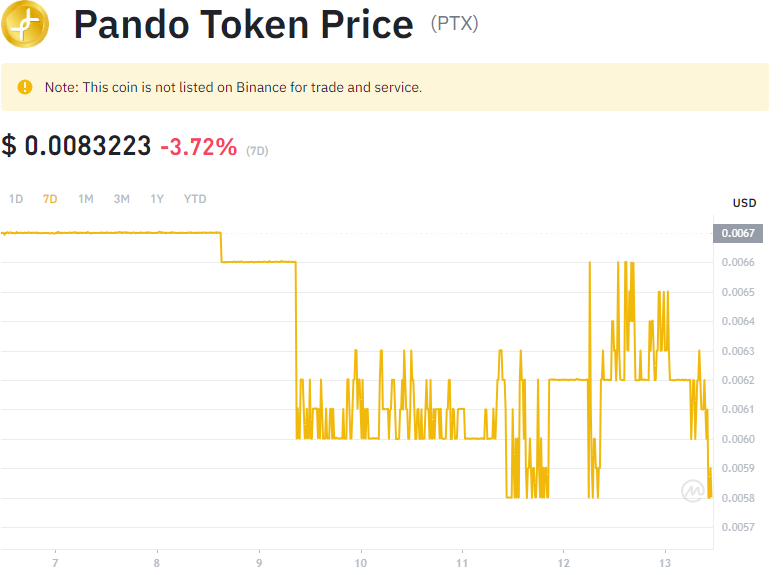 Pando Token Price (PTX)
Note: This coin is not listed on Binance for trade and service.
$ 0.0083223 -3.72% (7D)
1D 7D 1M 3M 1Y YTD
USD
0.0067
0.0066
0.0065
0.0064
0.0063
0.0062
0.0061
0.0060
0.0059
0.0058
0.0057
7 8 9 10 11 12 13